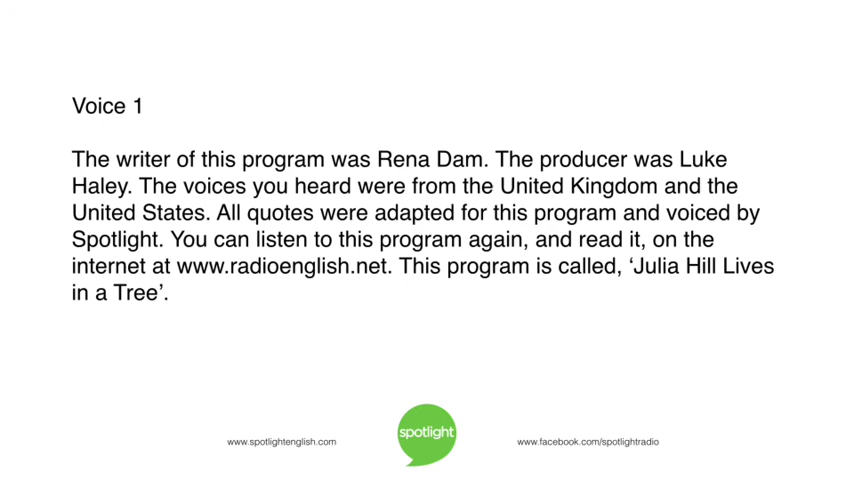 Voice 1
The writer of this program was Rena Dam. The producer was Luke
Haley. The voices you heard were from the United Kingdom and the
United States. All quotes were adapted for this program and voiced by
Spotlight. You can listen to this program again, and read it, on the
internet at www.radioenglish.net. This program is called, ‘Julia Hill Lives
in a Tree’.
www.spotlightenglish.com
spotlight
www.facebook.com/spotlightradio